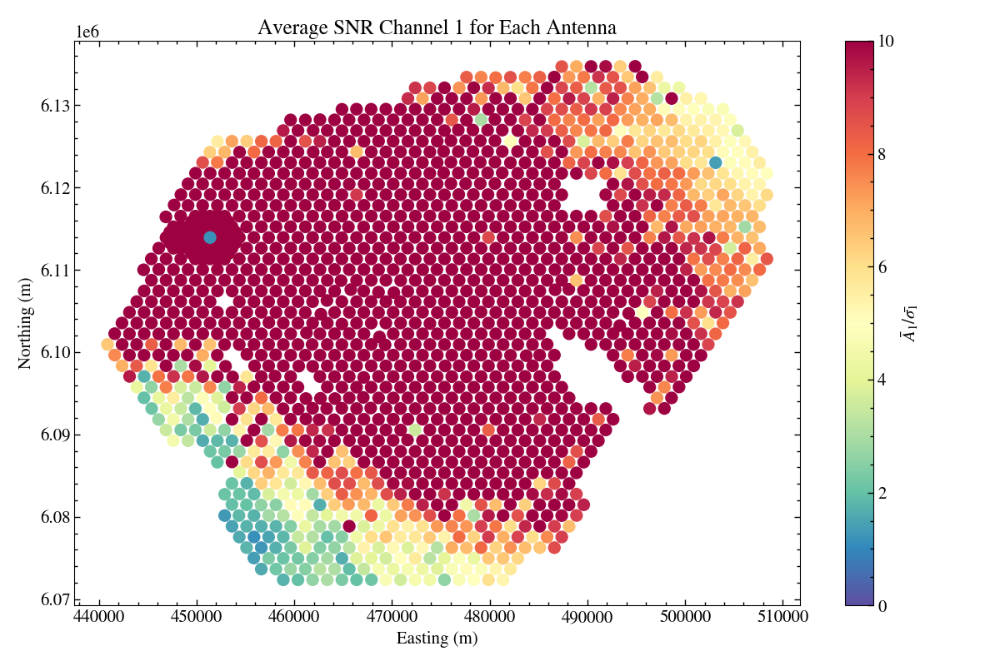 Average SNR Channel 1 for Each Antenna
1e6
6.13
6.12
6.11
6.10
6.09
6.08
6.07
Northing (m)
440000 450000 460000 470000 480000 490000 500000 510000
Easting (m)
10
8
6
4
2
0
Ā₁/σ̄₁